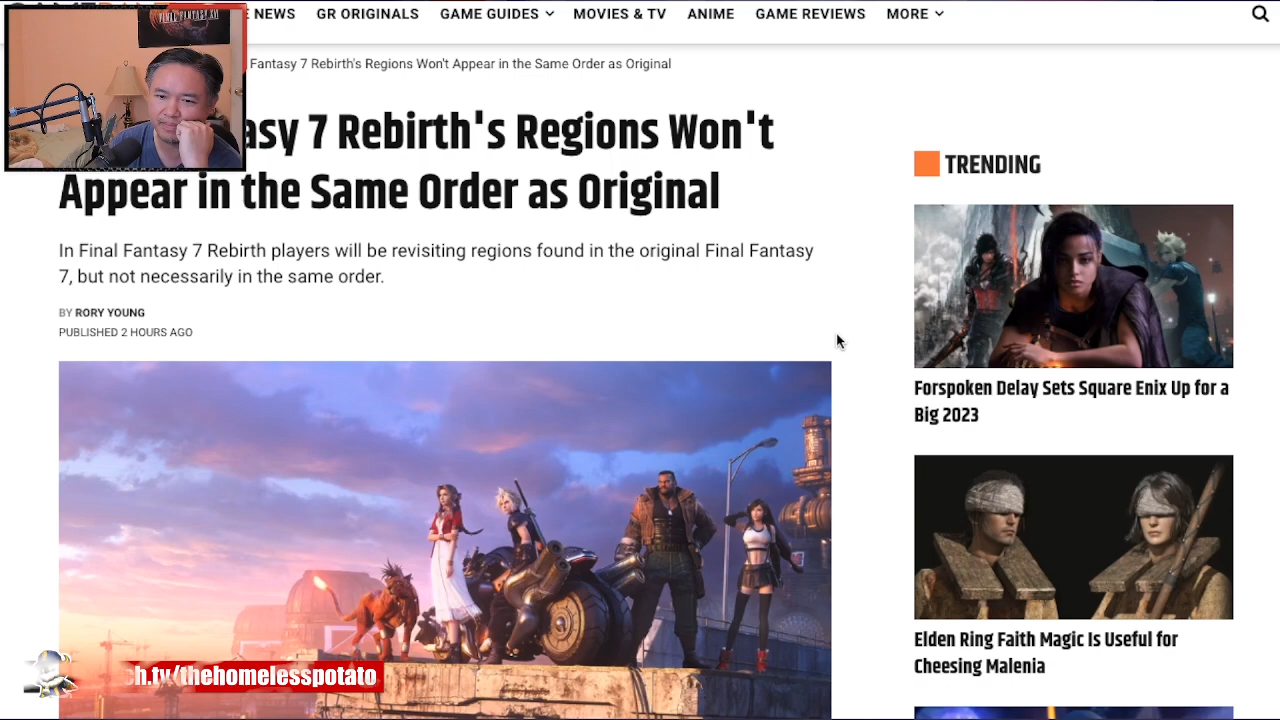 NEWS
GR ORIGINALS
GAME GUIDES
MOVIES & TV
ANIME
GAME REVIEWS
MORE
Fantasy 7 Rebirth's Regions Won't Appear in the Same Order as Original
asy 7 Rebirth's Regions Won't
Appear in the Same Order as Original
In Final Fantasy 7 Rebirth players will be revisiting regions found in the original Final Fantasy
7, but not necessarily in the same order.
BY RORY YOUNG
PUBLISHED 2 HOURS AGO
TRENDING
Forspoken Delay Sets Square Enix Up for a
Big 2023
Elden Ring Faith Magic Is Useful for
Cheesing Malenia
FINAL FANTASY XVI
ch.tv/thehomelesspotato